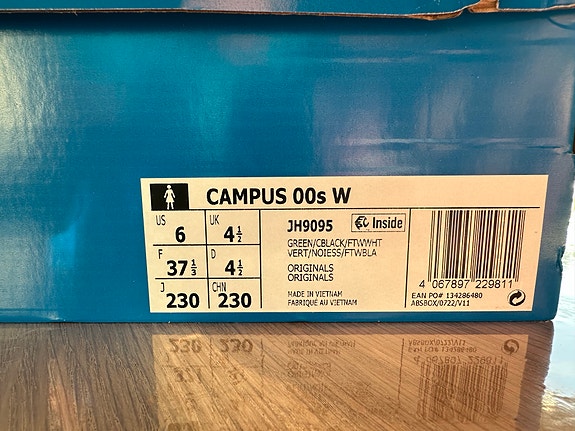 CAMPUS 00s W
US 6 UK 4½
F 37⅓ D 4½
J 230 CHN 230
JH9095
Inside
GREEN/CBLACK/FTWWHT
VERT/NOIESS/FTWBLA
ORIGINALS
ORIGINALS
MADE IN VIETNAM
FABRIQUÉ AU VIETNAM
4 067897 229811
EAN PO# 134286480
ABSBOX/0722/V11